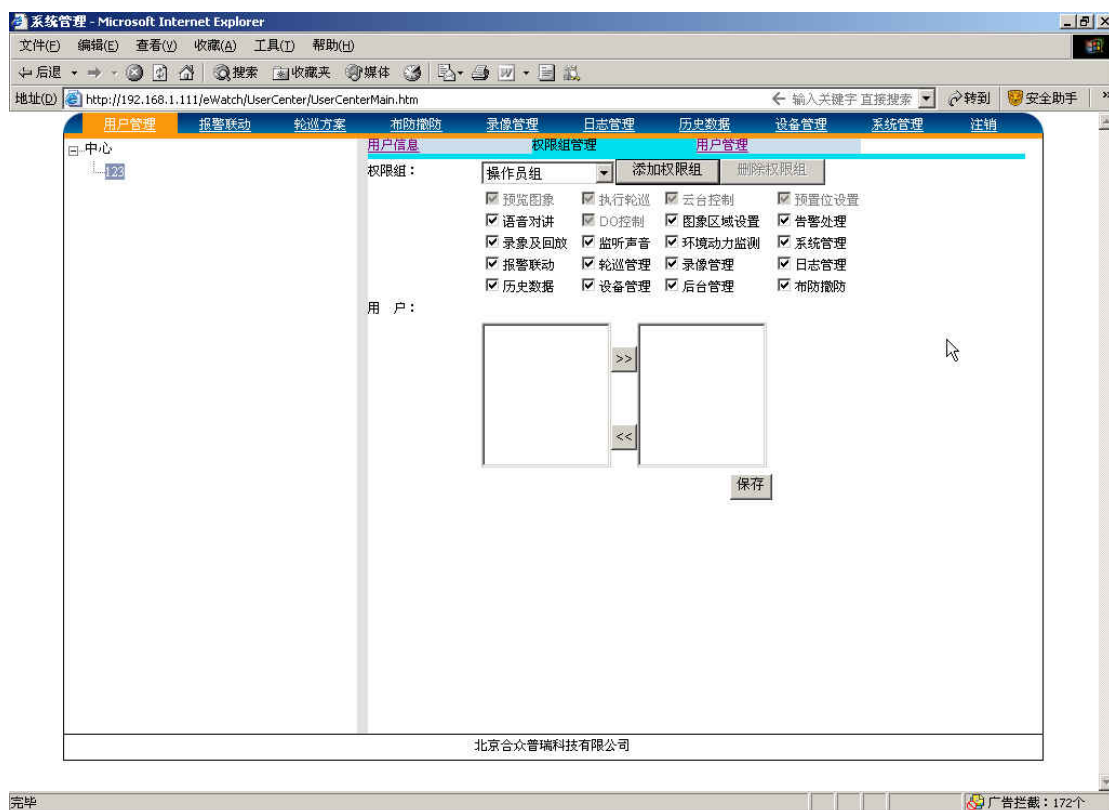 系统管理 - Microsoft Internet Explorer
文件(F) 编辑(E) 查看(V) 收藏(A) 工具(T) 帮助(H)
后退 搜索 收藏夹 媒体
地址(D) http://192.168.1.111/eWatch/UserCenter/UserCenterMain.htm 输入关键字 直接搜索 转到 安全助手 »
用户管理 报警联动 轮巡方案 布防撤防 录像管理 日志管理 历史数据 设备管理 系统管理 注销
中心
123
用户信息 权限组管理 用户管理
权限组： 操作员组 添加权限组 删除权限组
预览图象 执行轮巡 云台控制 预置位设置
语音对讲 DO控制 图象区域设置 告警处理
录象及回放 监听声音 环境动力监测 系统管理
报警联动 轮巡管理 录像管理 日志管理
历史数据 设备管理 后台管理 布防撤防
用 户：
>>
<<
保存
北京合众普瑞科技有限公司
完毕 广告拦截：172个